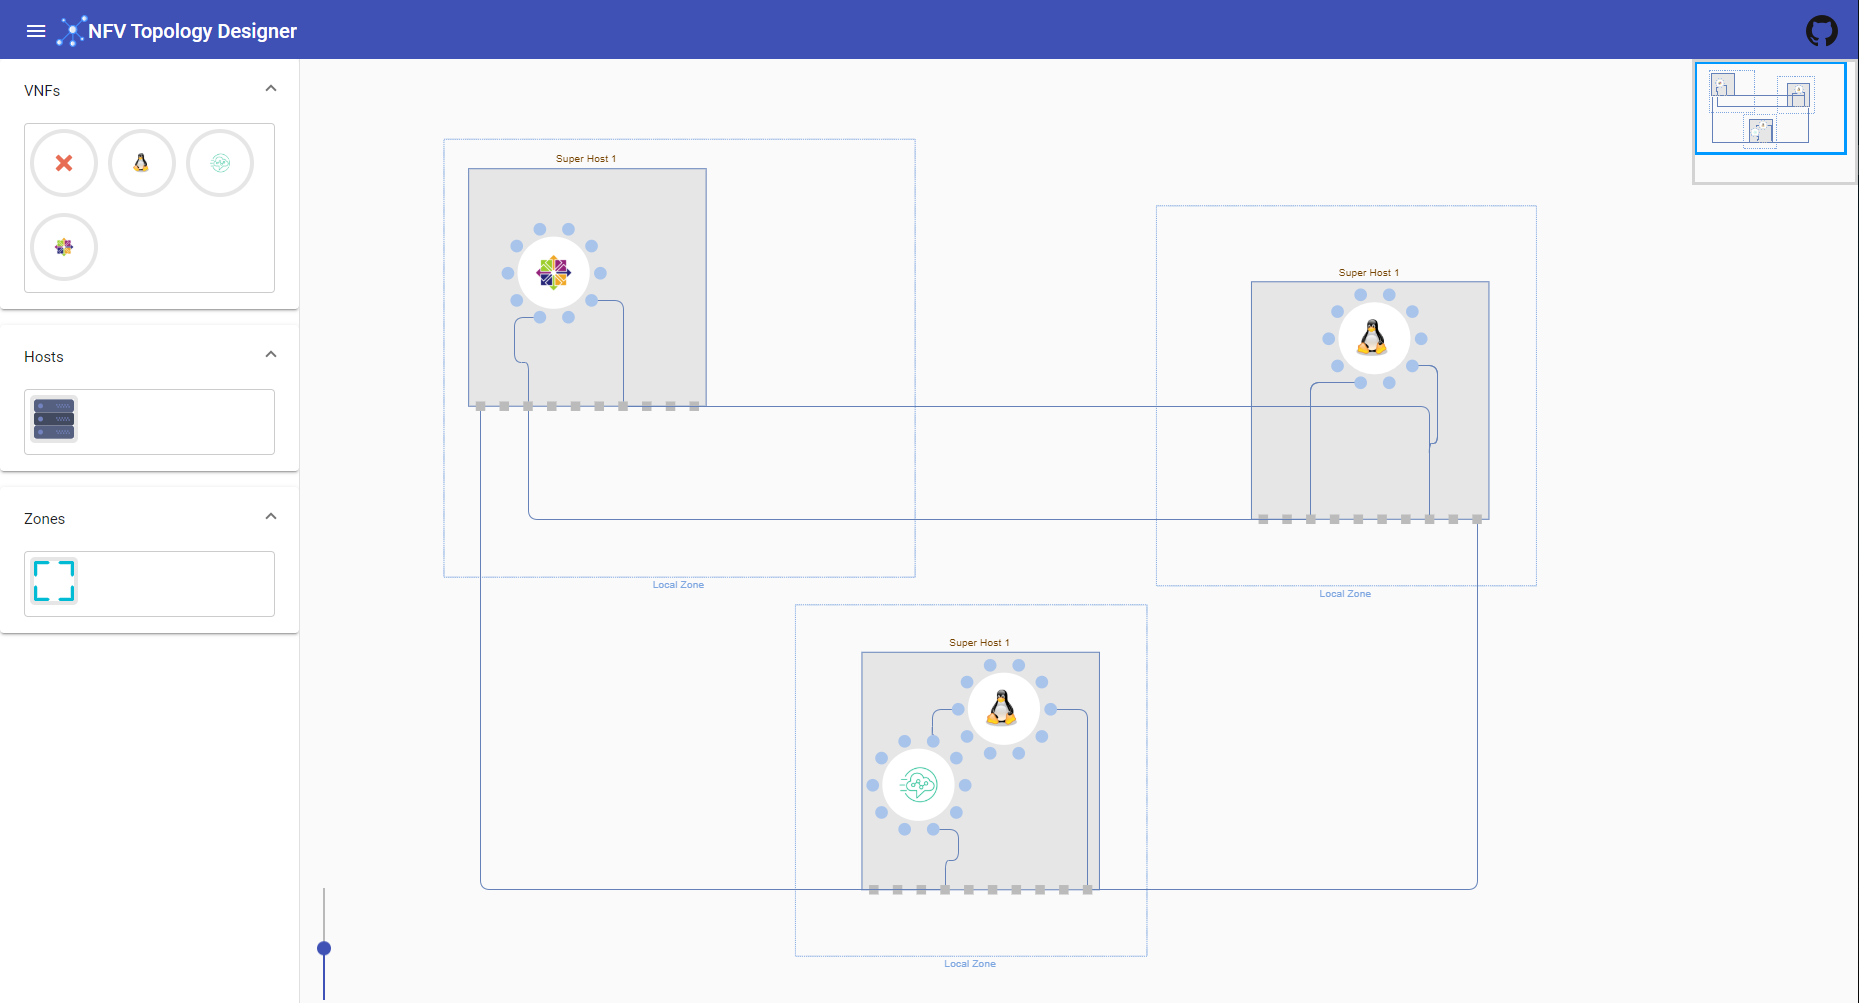 NFV Topology Designer
VNFs
Hosts
Zones
Super Host 1
Local Zone
Super Host 1
Local Zone
Super Host 1
Local Zone